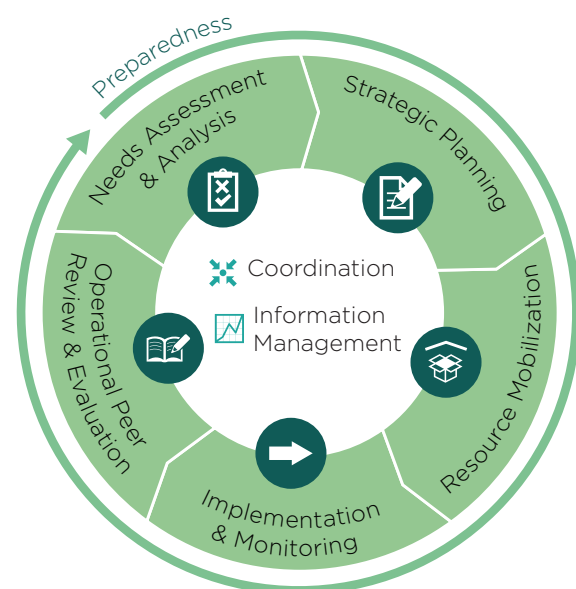 Preparedness
Needs Assessment
& Analysis
Strategic Planning
Resource Mobilization
Implementation
& Monitoring
Operational Peer
Review & Evaluation
Coordination
Information
Management